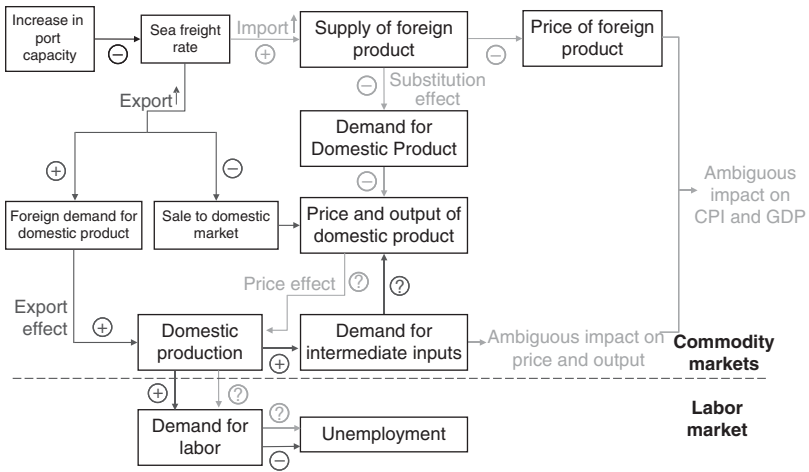 Increase in
port
capacity
−
Sea freight
rate
Import↑
+
Supply of foreign
product
−
Price of foreign
product
Export↑
−
Substitution
effect
Demand for
Domestic Product
+
−
−
Ambiguous
impact on
CPI and GDP
Foreign demand for
domestic product
Sale to domestic
market
Price and output of
domestic product
Price effect
?
?
Export
effect
+
Domestic
production
+
Demand for
intermediate inputs
Ambiguous impact on
price and output
Commodity
markets
+
?
Labor
market
Demand for
labor
?
−
Unemployment